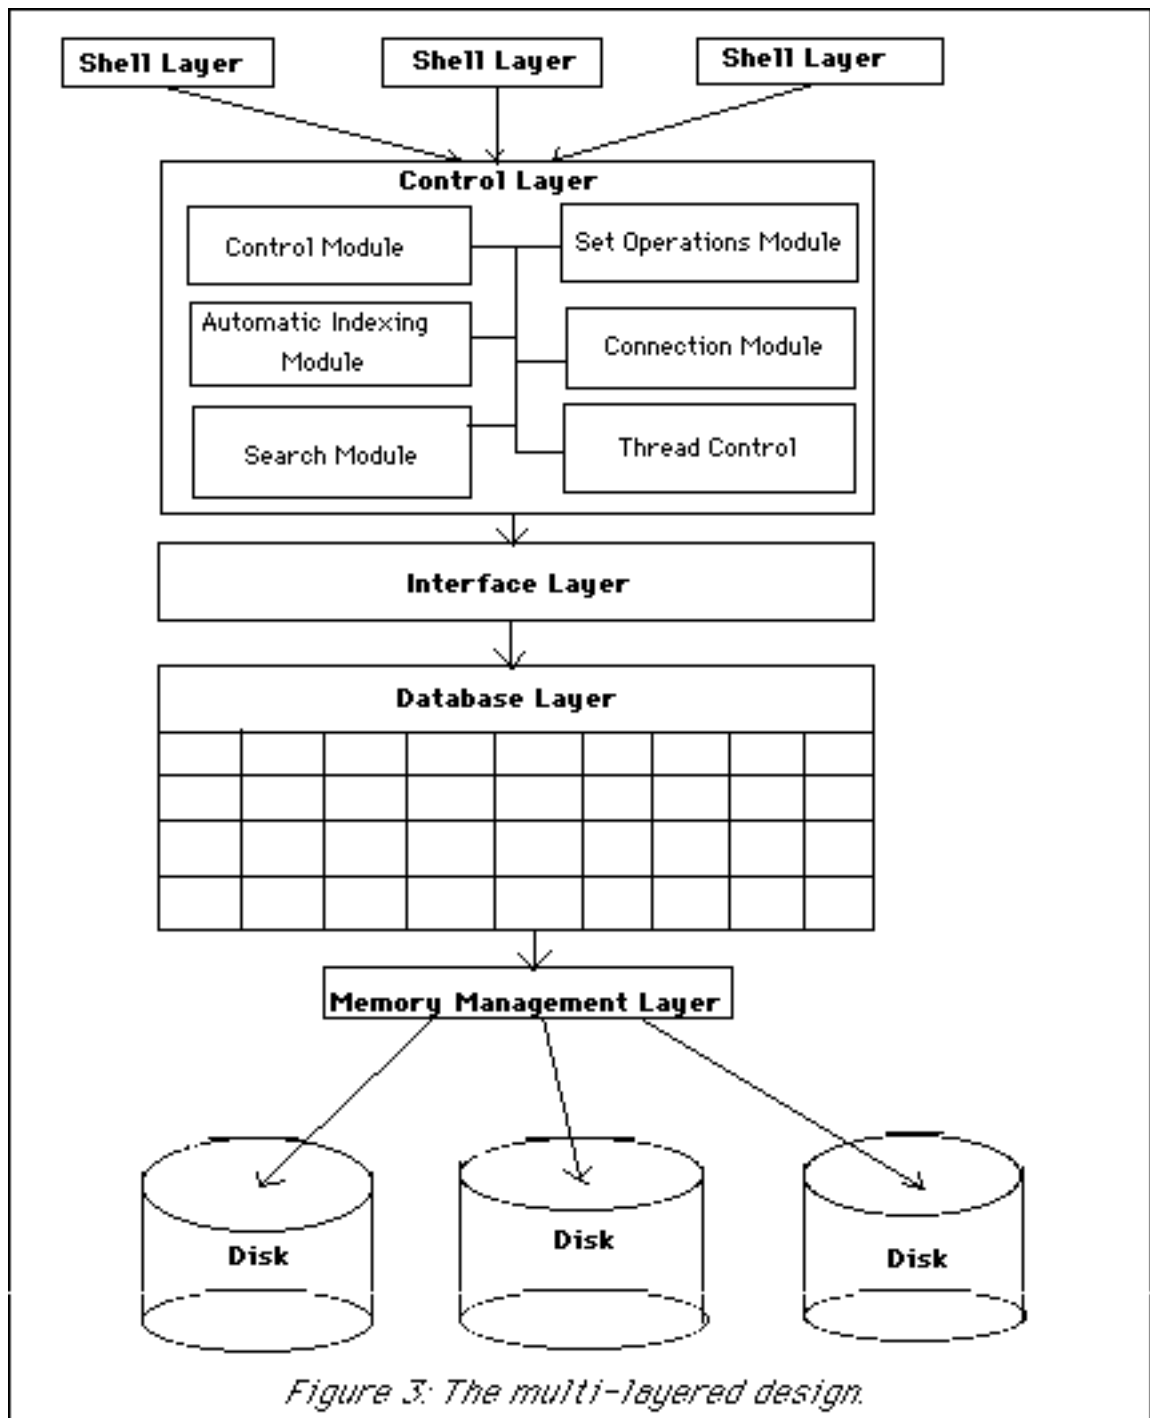 Shell Layer
Shell Layer
Shell Layer
Control Layer
Control Module
Set Operations Module
Automatic Indexing
Module
Connection Module
Search Module
Thread Control
Interface Layer
Database Layer
Memory Management Layer
Disk
Disk
Disk
Figure 3: The multi-layered design.